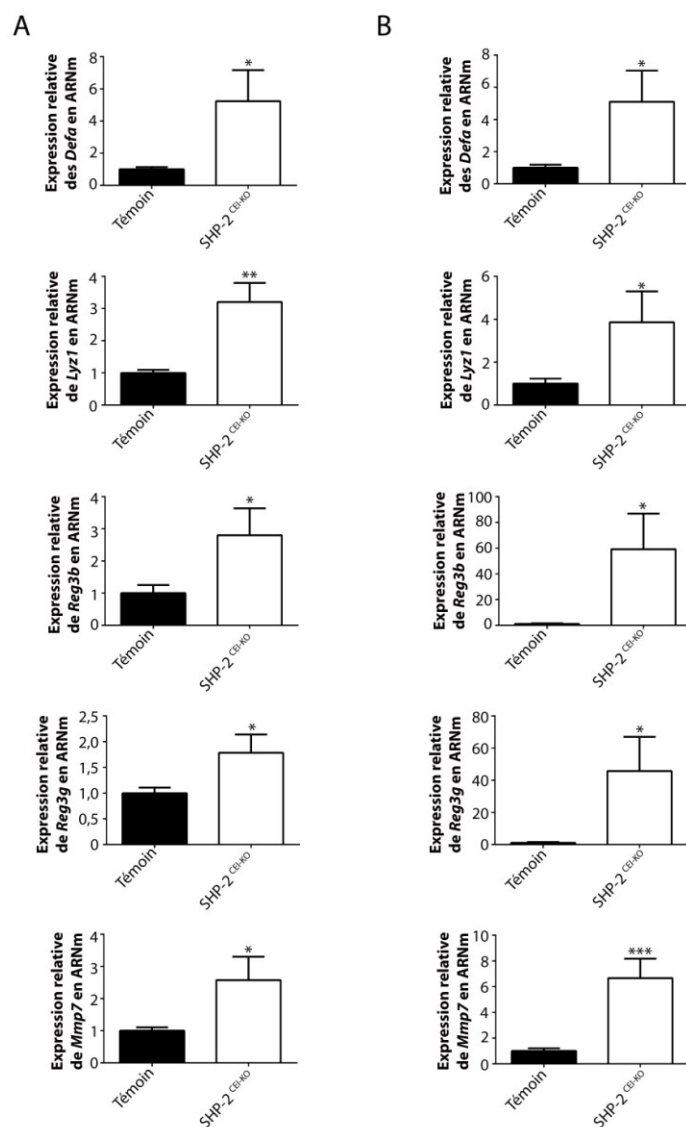 A
Expression relative
des Defa en ARNm
8
6
4
2
0
*
Témoin
SHP-2 CEI-KO
Expression relative
de Lyz1 en ARNm
4
3
2
1
0
**
Témoin
SHP-2 CEI-KO
Expression relative
de Reg3b en ARNm
4
3
2
1
0
*
Témoin
SHP-2 CEI-KO
Expression relative
de Reg3g en ARNm
2,5
2,0
1,5
1,0
0,5
0
*
Témoin
SHP-2 CEI-KO
Expression relative
de Mmp7 en ARNm
4
3
2
1
0
*
Témoin
SHP-2 CEI-KO
B
Expression relative
des Defa en ARNm
8
6
4
2
0
*
Témoin
SHP-2 CEI-KO
Expression relative
de Lyz1 en ARNm
6
4
2
0
*
Témoin
SHP-2 CEI-KO
Expression relative
de Reg3b en ARNm
100
80
60
40
20
0
*
Témoin
SHP-2 CEI-KO
Expression relative
de Reg3g en ARNm
80
60
40
20
0
*
Témoin
SHP-2 CEI-KO
Expression relative
de Mmp7 en ARNm
10
8
6
4
2
0
***
Témoin
SHP-2 CEI-KO